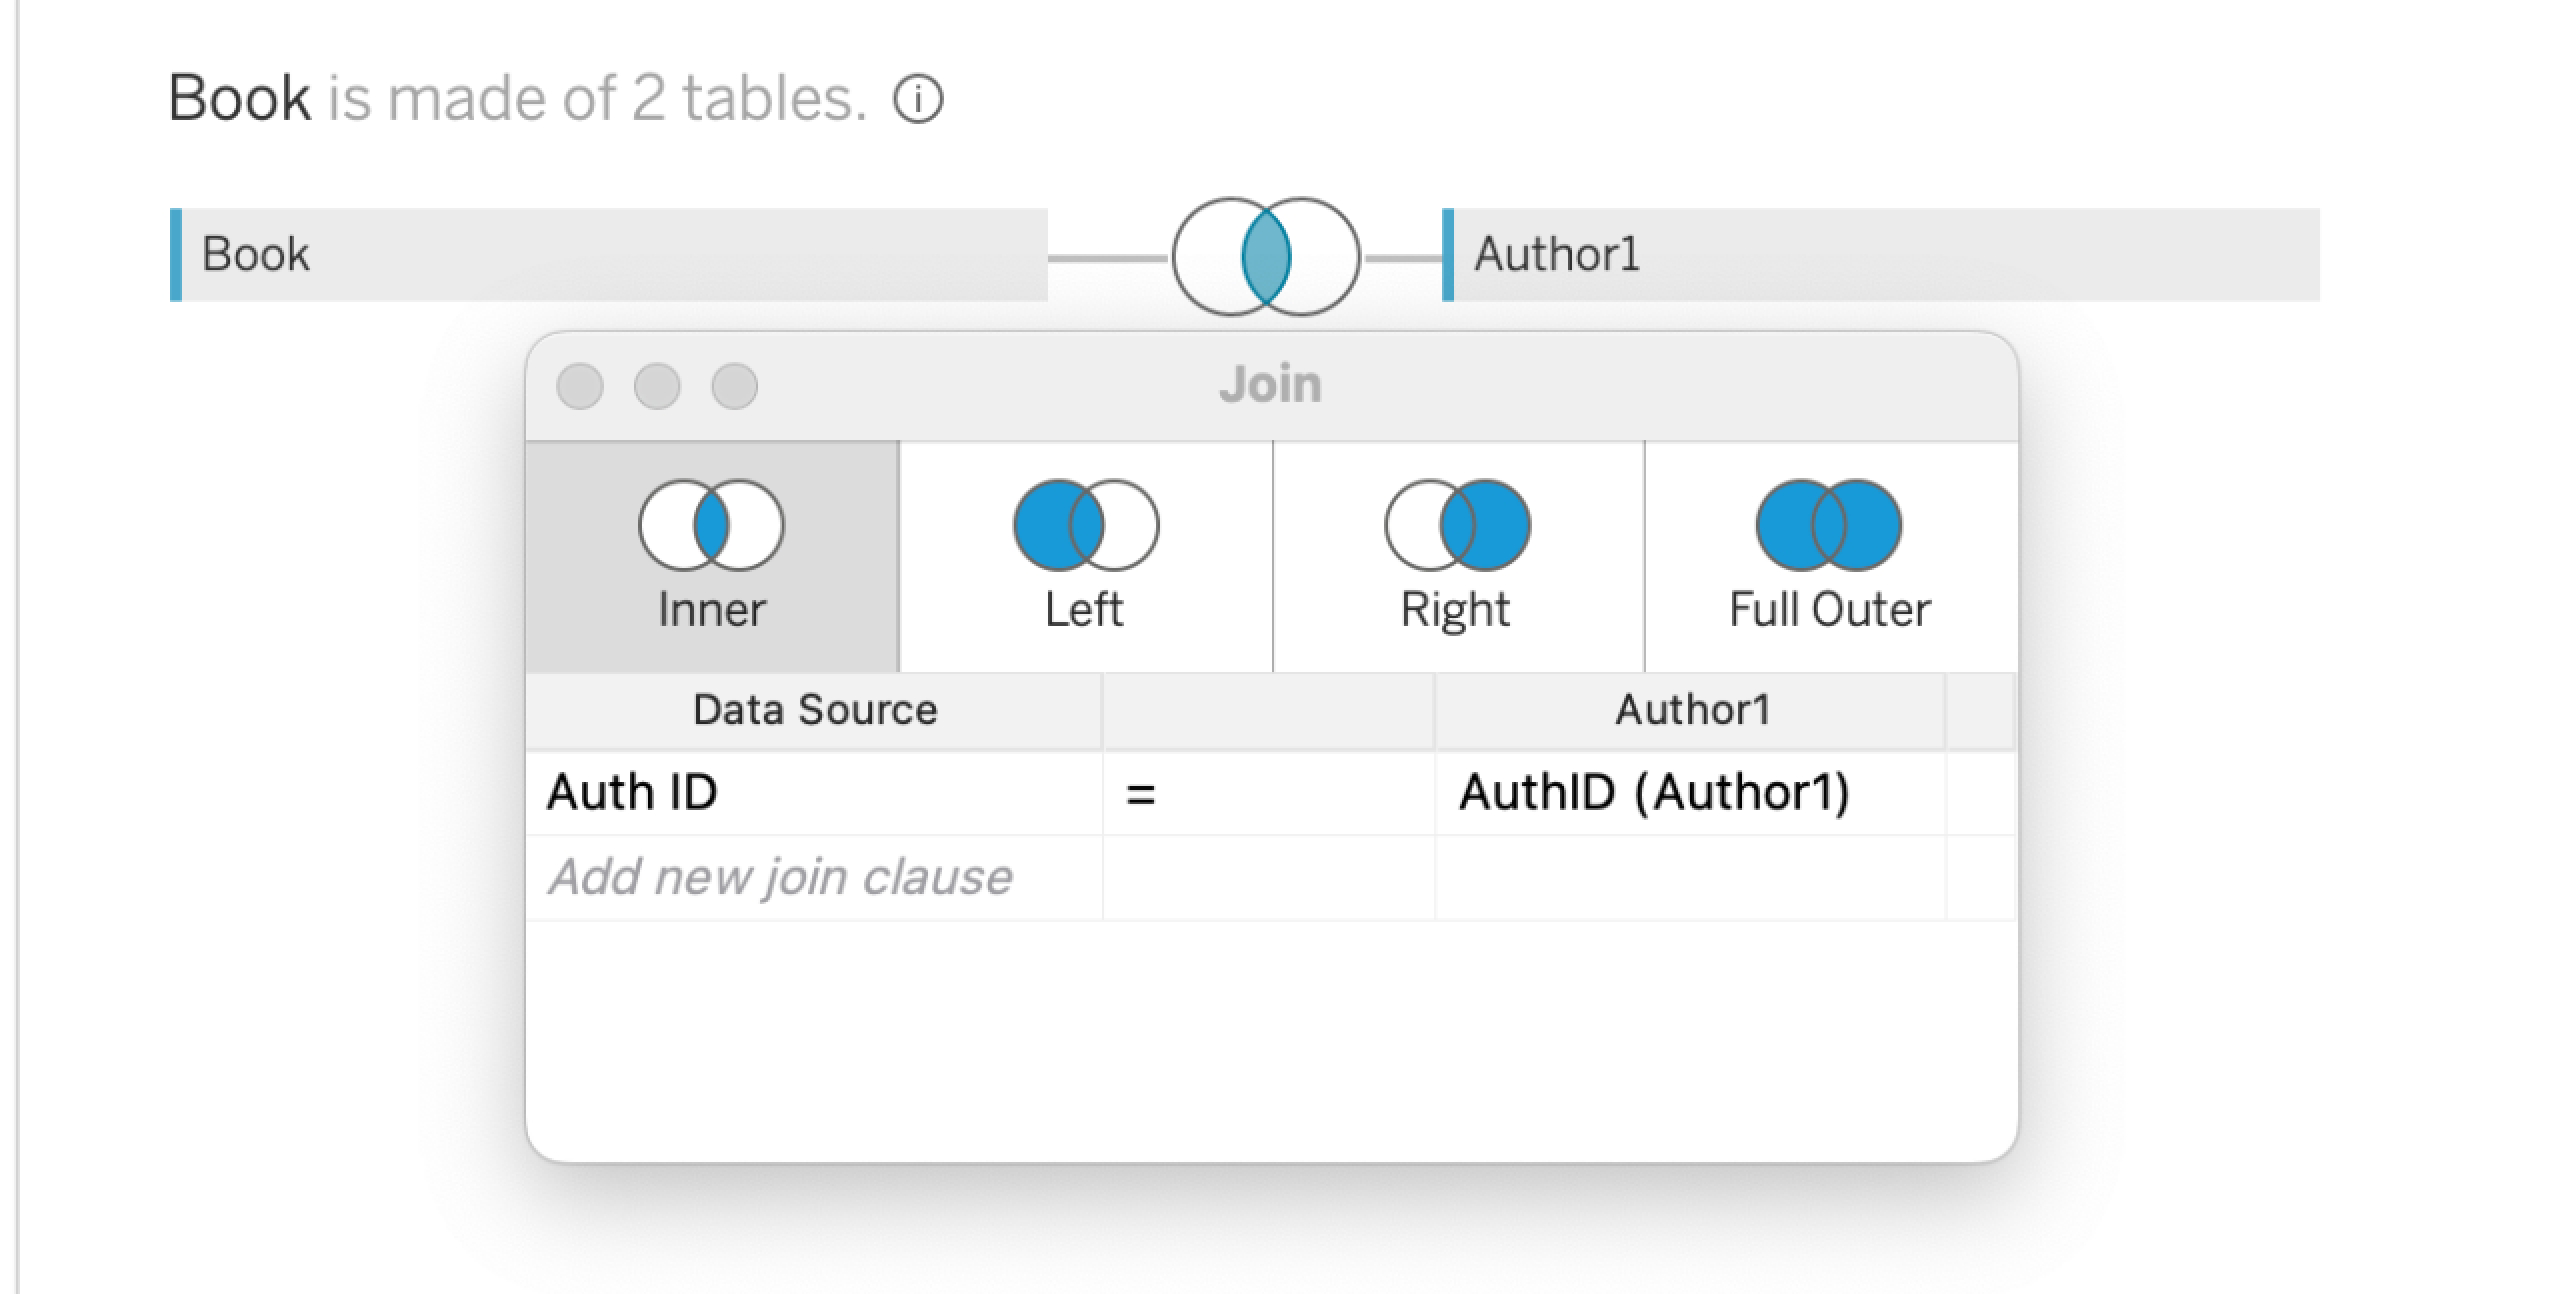 Book is made of 2 tables. i
Book
Author1
Join
Inner
Left
Right
Full Outer
Data Source
Author1
Auth ID
=
AuthID (Author1)
Add new join clause